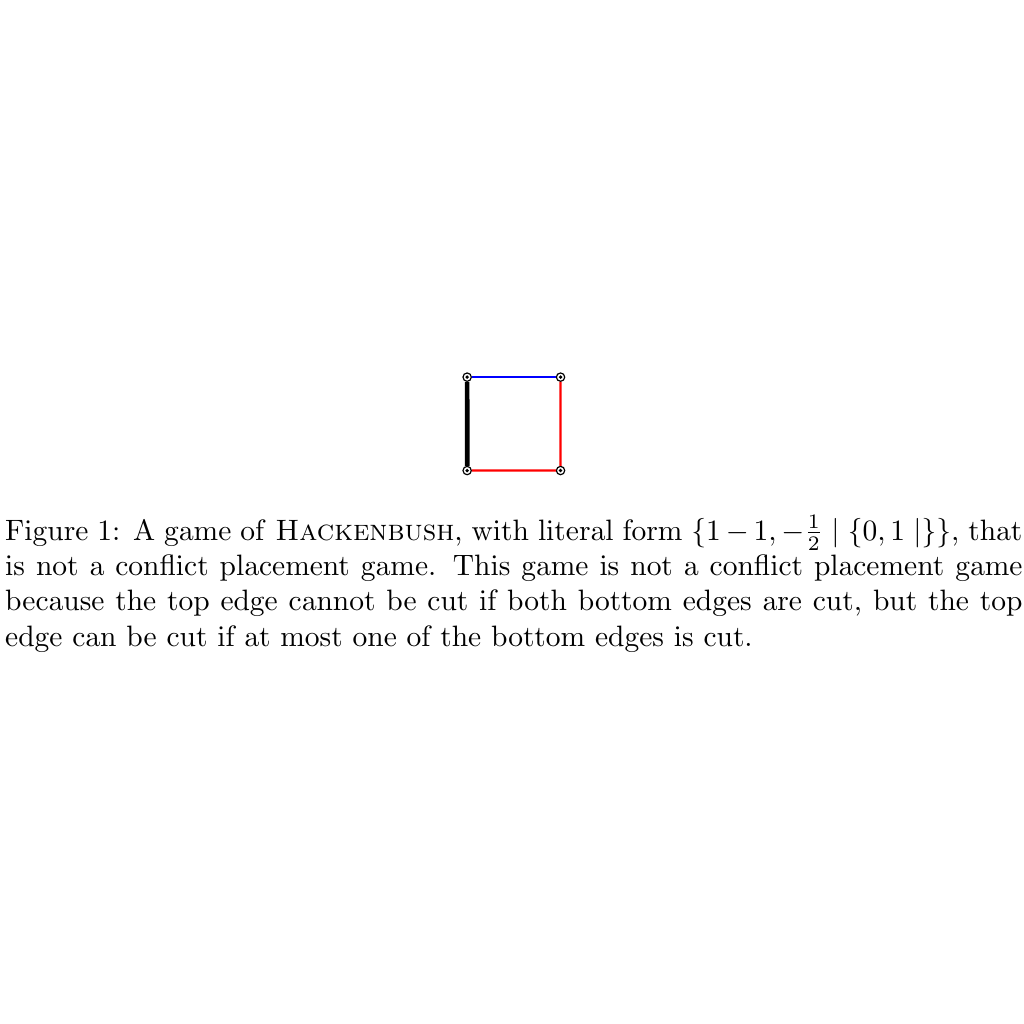 Figure 1: A game of HACKENBUSH, with literal form {1 − 1, −½ | {0, 1 |}}, that
is not a conflict placement game. This game is not a conflict placement game
because the top edge cannot be cut if both bottom edges are cut, but the top
edge can be cut if at most one of the bottom edges is cut.